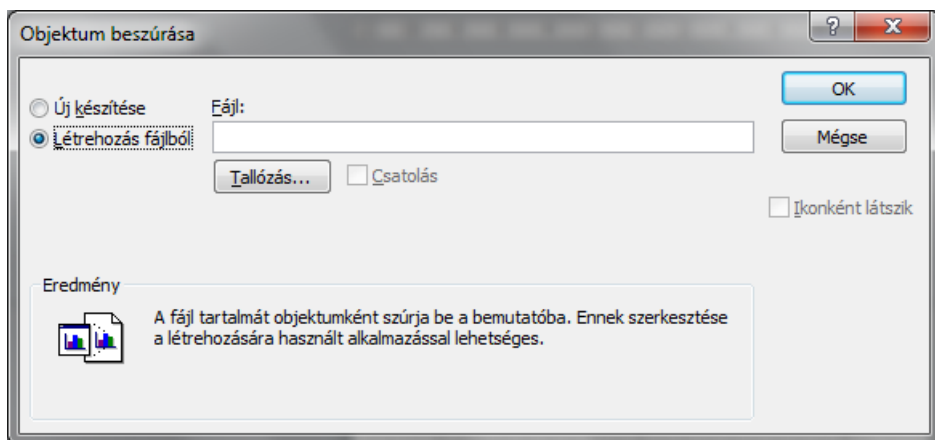 Objektum beszúrása
Új készítése
Létrehozás fájlból
Fájl:
Tallózás...
Csatolás
OK
Mégse
Ikonként látszik
Eredmény
A fájl tartalmát objektumként szúrja be a bemutatóba. Ennek szerkesztése
a létrehozására használt alkalmazással lehetséges.